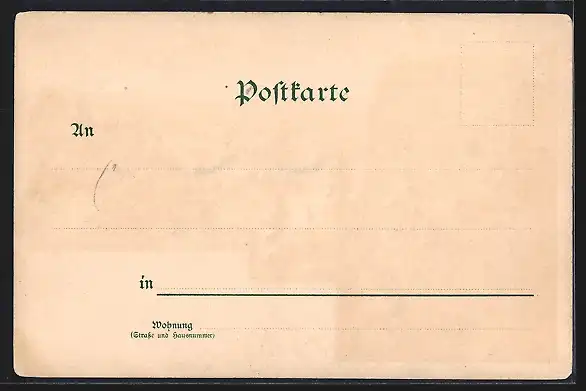 Postkarte
An
in
Wohnung
(Straße und Hausnummer)